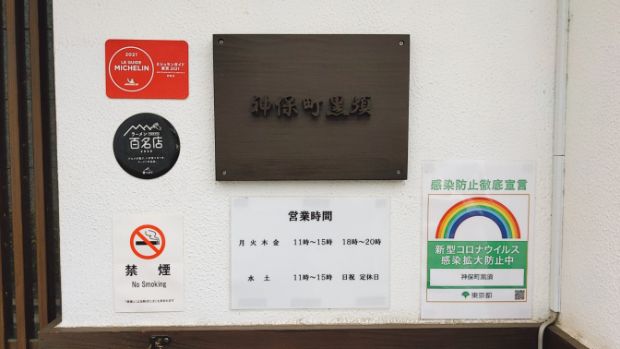 2021
LE GUIDE
MICHELIN
ミシュランガイド
東京 2021
神保町黒須
ラーメン TOKYO
百名店
禁煙
No Smoking
営業時間
月 火 木 金 11時〜15時 18時〜20時
水 土 11時〜15時 日祝 定休日
感染防止徹底宣言
新型コロナウイルス
感染拡大防止中
神保町黒須
東京都